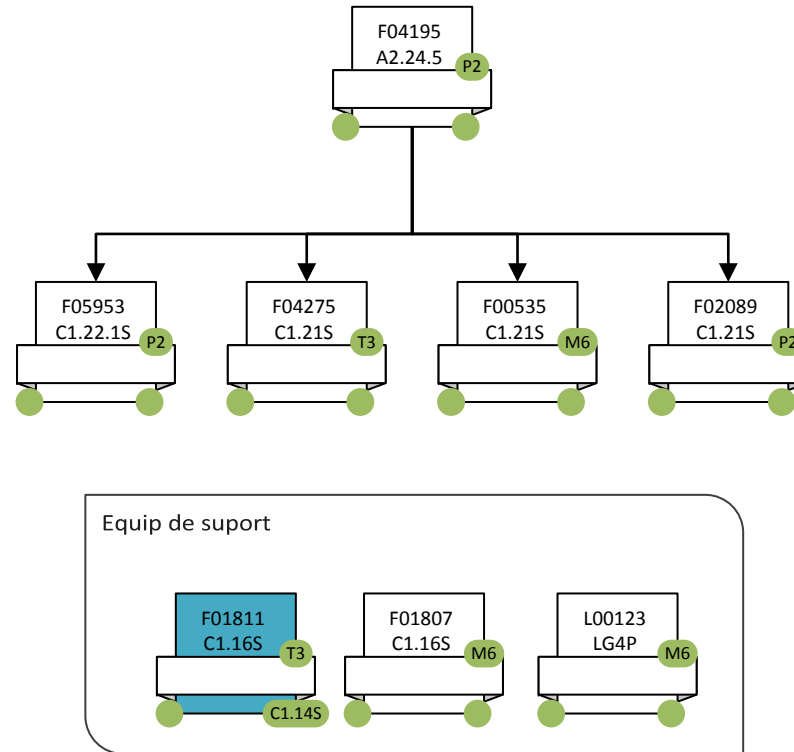 F04195
A2.24.5
P2
F05953
C1.22.1S
P2
F04275
C1.21S
T3
F00535
C1.21S
M6
F02089
C1.21S
P2
Equip de suport
F01811
C1.16S
T3
C1.14S
F01807
C1.16S
M6
L00123
LG4P
M6